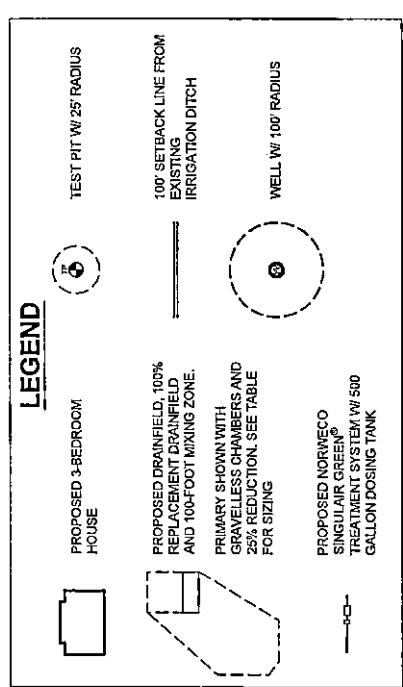 LEGEND
PROPOSED 3-BEDROOM
HOUSE
PROPOSED DRAINFIELD, 100%
REPLACEMENT DRAINFIELD
AND 100-FOOT MIXING ZONE.
PRIMARY SHOWN WITH
GRAVELLESS CHAMBERS AND
25% REDUCTION. SEE TABLE
FOR SIZING
PROPOSED NORWECO
SINGULAIR GREEN®
TREATMENT SYSTEM W/ 500
GALLON DOSING TANK
TP
TEST PIT W/ 25' RADIUS
100' SETBACK LINE FROM
EXISTING
IRRIGATION DITCH
WELL W/ 100' RADIUS